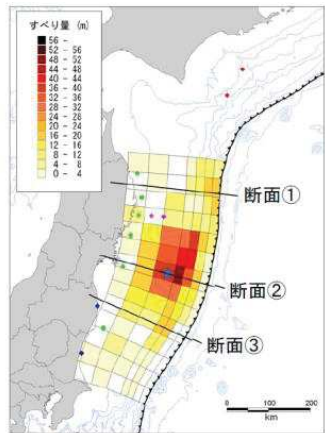 すべり量 (m)
56 -
52 - 56
48 - 52
44 - 48
40 - 44
36 - 40
32 - 36
28 - 32
24 - 28
20 - 24
16 - 20
12 - 16
8 - 12
4 - 8
0 - 4
断面①
断面②
断面③
0 100 200
km